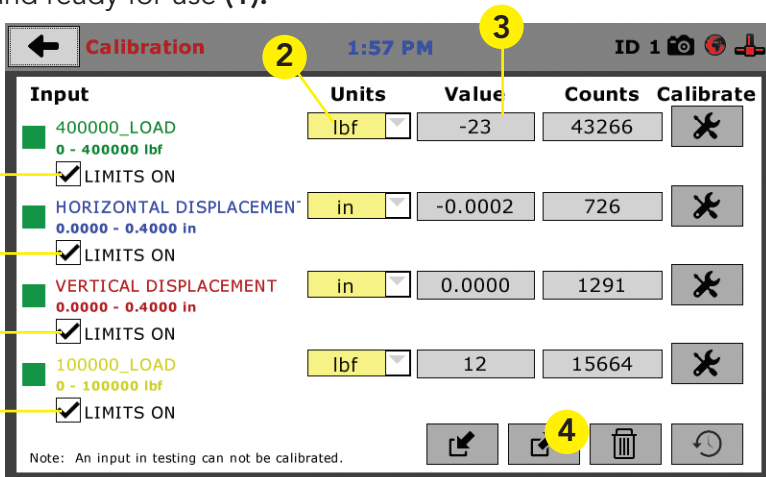 and ready for use (1).
Calibration 2 1:57 PM 3 ID 1
Input Units Value Counts Calibrate
400000_LOAD lbf -23 43266
0 - 400000 lbf
LIMITS ON
HORIZONTAL DISPLACEMEN in -0.0002 726
0.0000 - 0.4000 in
LIMITS ON
VERTICAL DISPLACEMENT in 0.0000 1291
0.0000 - 0.4000 in
LIMITS ON
100000_LOAD lbf 12 15664
0 - 100000 lbf
LIMITS ON
4
Note: An input in testing can not be calibrated.